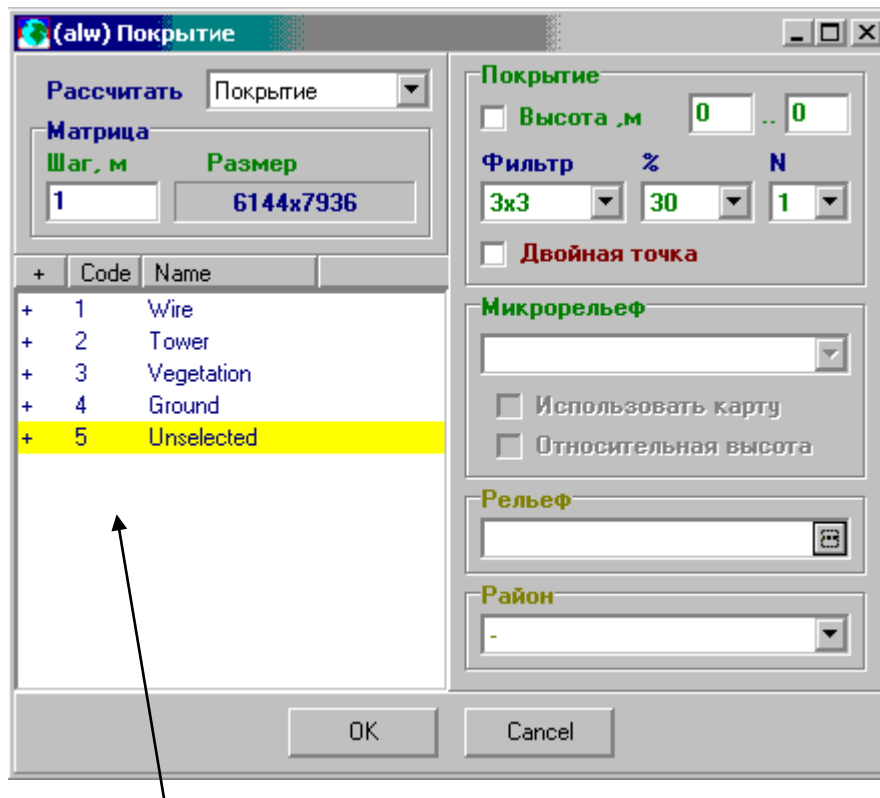 (alw) Покрытие
Рассчитать Покрытие
Матрица
Шаг, м Размер
1 6144x7936
+ Code Name
+ 1 Wire
+ 2 Tower
+ 3 Vegetation
+ 4 Ground
+ 5 Unselected
Покрытие
Высота ,м 0 .. 0
Фильтр % N
3x3 30 1
Двойная точка
Микрорельеф
Использовать карту
Относительная высота
Рельеф
Район
-
OK Cancel